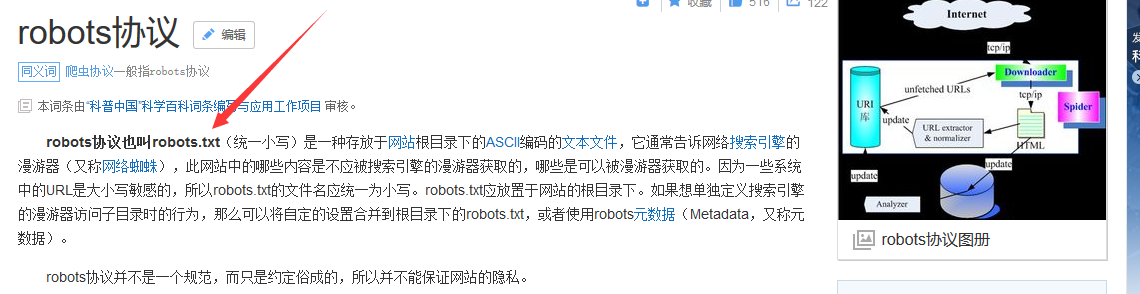 收藏
516
122
robots协议
编辑
同义词 爬虫协议一般指robots协议
本词条由“科普中国”科学百科词条编写与应用工作项目 审核。
robots协议也叫robots.txt（统一小写）是一种存放于网站根目录下的ASCII编码的文本文件，它通常告诉网络搜索引擎的
漫游器（又称网络蜘蛛），此网站中的哪些内容是不应被搜索引擎的漫游器获取的，哪些是可以被漫游器获取的。因为一些系统
中的URL是大小写敏感的，所以robots.txt的文件名应统一为小写。robots.txt应放置于网站的根目录下。如果想单独定义搜索引擎
的漫游器访问子目录时的行为，那么可以将自定的设置合并到根目录下的robots.txt，或者使用robots元数据（Metadata，又称元
数据）。
robots协议并不是一个规范，而只是约定俗成的，所以并不能保证网站的隐私。
Internet
tcp/ip
Downloader
unfetched URLs
tcp/ip
URI
库
Spider
update
URL extractor
& normalizer
HTML
update
update
Analyzer
robots协议图册